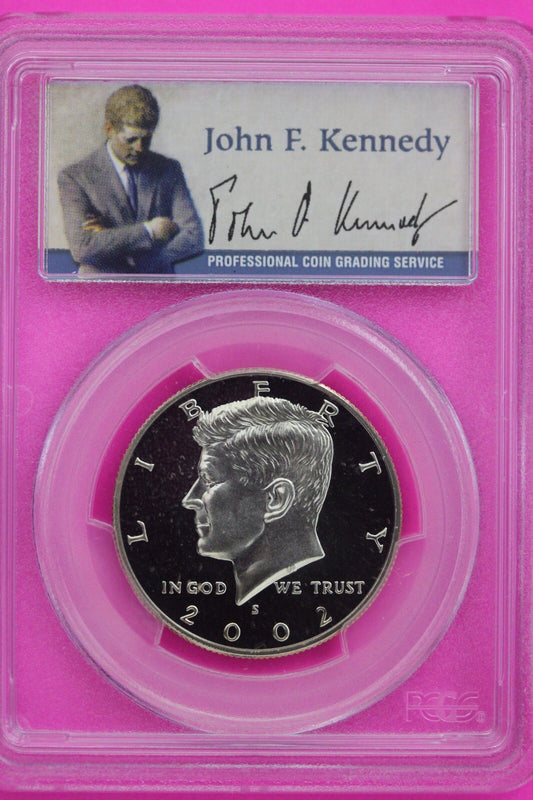 John F. Kennedy
John F. Kennedy
PROFESSIONAL COIN GRADING SERVICE
LIBERTY
IN GOD WE TRUST
S
2002
PCGS®